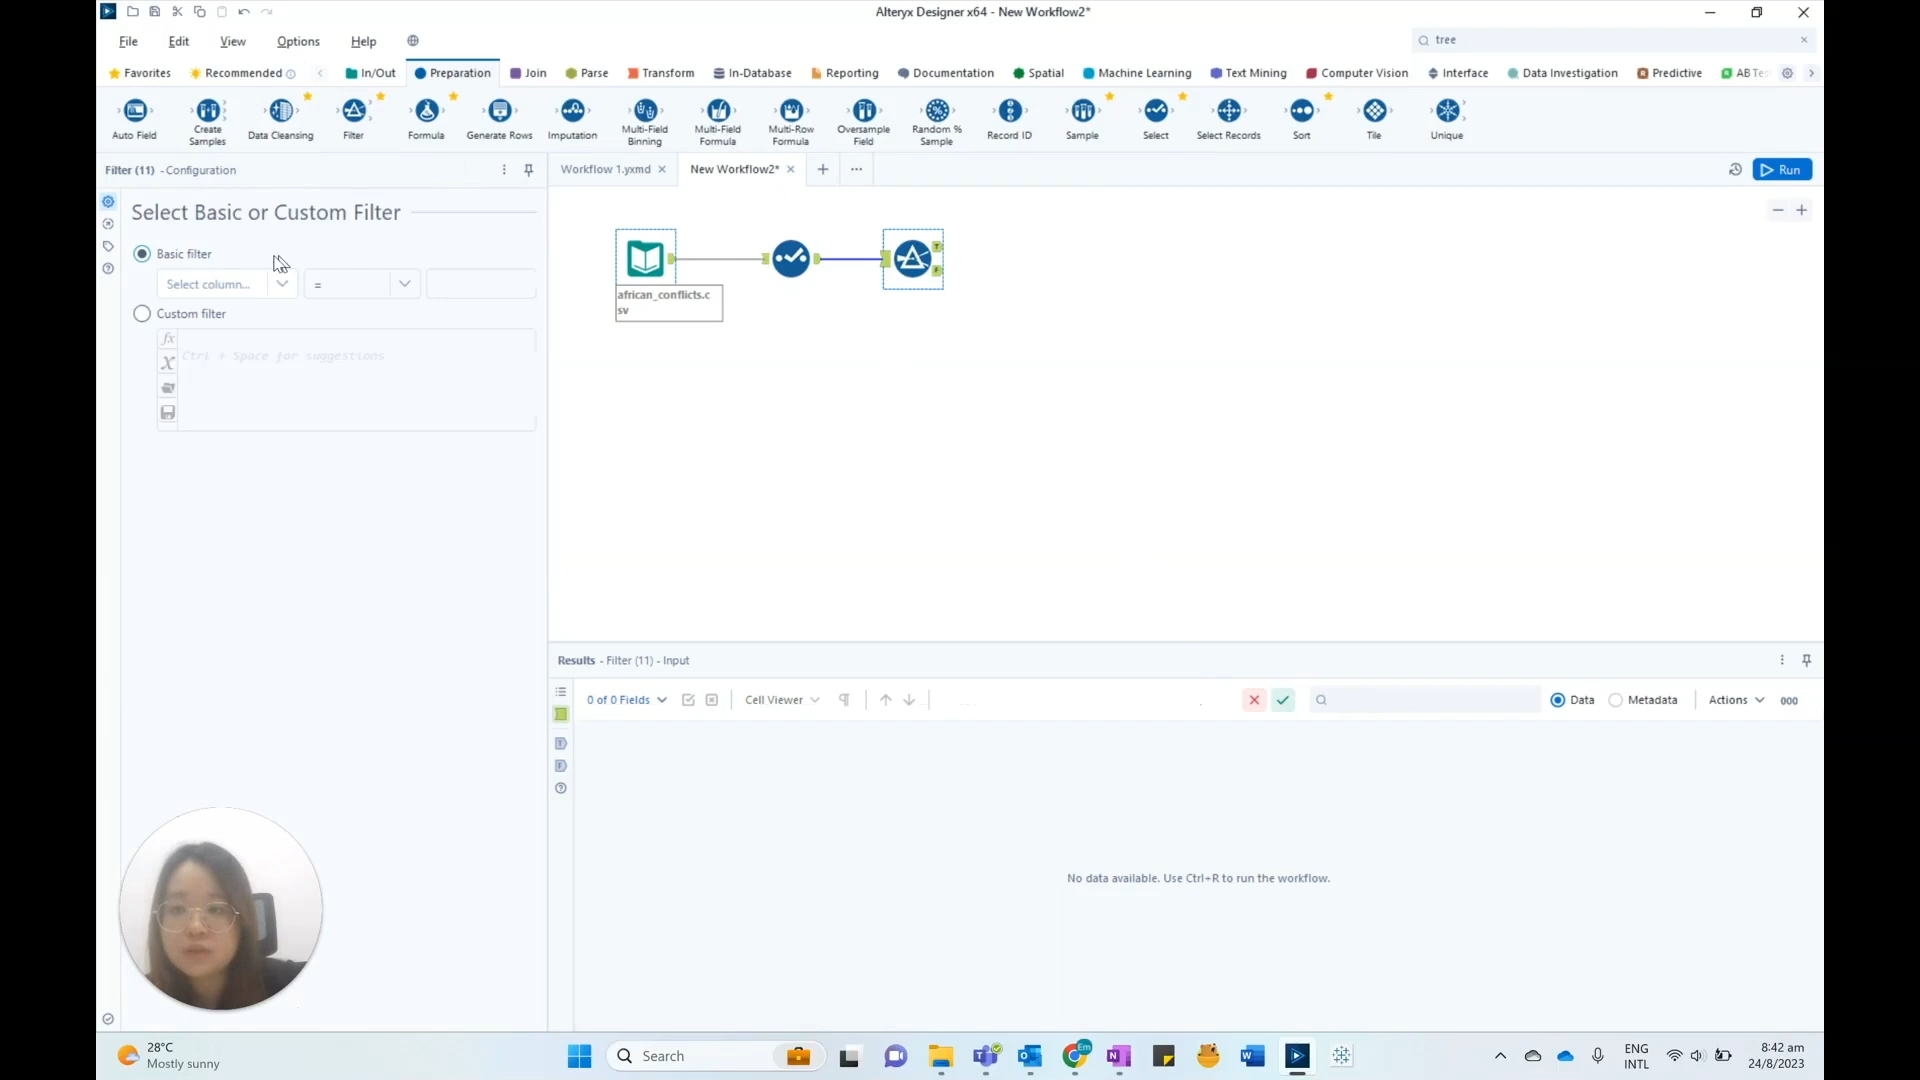 Alteryx Designer x64 - New Workflow2*
File Edit View Options Help
tree
Favorites Recommended In/Out Preparation Join Parse Transform In-Database Reporting Documentation Spatial Machine Learning Text Mining Computer Vision Interface Data Investigation Predictive AB Tes
Auto Field
Create Samples
Data Cleansing
Filter
Formula
Generate Rows
Imputation
Multi-Field Binning
Multi-Field Formula
Multi-Row Formula
Oversample Field
Random % Sample
Record ID
Sample
Select
Select Records
Sort
Tile
Unique
Filter (11) - Configuration
Workflow 1.yxmd
New Workflow2*
Run
Select Basic or Custom Filter
Basic filter
Select column... =
Custom filter
Ctrl + Space for suggestions
african_conflicts.c
sv
T
F
Results - Filter (11) - Input
0 of 0 Fields Cell Viewer Data Metadata Actions 000
T
F
No data available. Use Ctrl+R to run the workflow.
28°C
Mostly sunny
Search
Em
ENG
INTL
8:42 am
24/8/2023